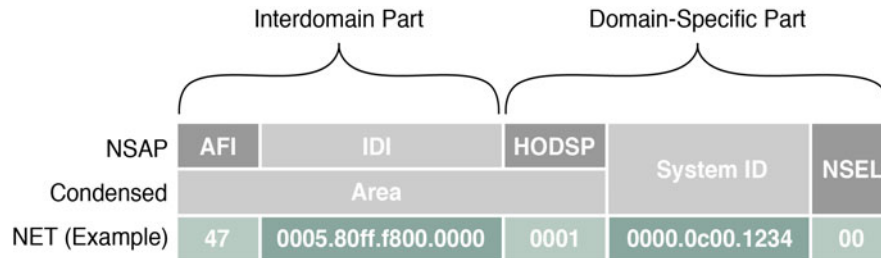 Interdomain Part Domain-Specific Part
NSAP AFI IDI HODSP System ID NSEL
Condensed Area
NET (Example) 47 0005.80ff.f800.0000 0001 0000.0c00.1234 00